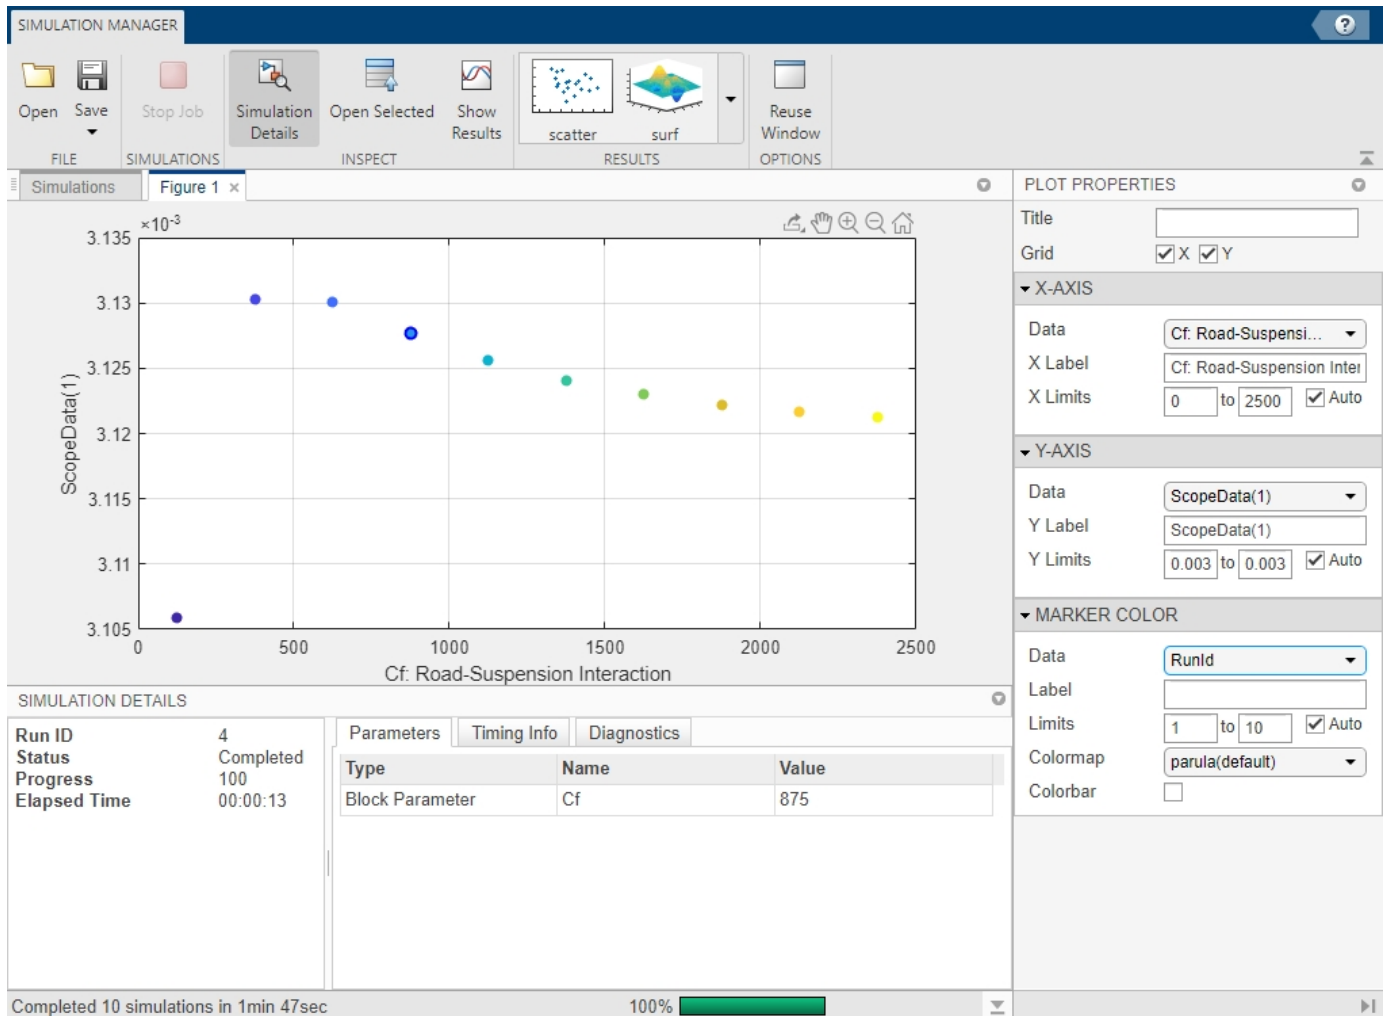 SIMULATION MANAGER
?
Open Save Stop Job Simulation Details Open Selected Show Results scatter surf Reuse Window
FILE SIMULATIONS INSPECT RESULTS OPTIONS
Simulations Figure 1 ×
×10-3
3.135
3.13
3.125
3.12
3.115
3.11
3.105
ScopeData(1)
0 500 1000 1500 2000 2500
Cf: Road-Suspension Interaction
PLOT PROPERTIES
Title
Grid X Y
X-AXIS
Data Cf: Road-Suspensi...
X Label Cf: Road-Suspension Inter
X Limits 0 to 2500 Auto
Y-AXIS
Data ScopeData(1)
Y Label ScopeData(1)
Y Limits 0.003 to 0.003 Auto
MARKER COLOR
Data RunId
Label
Limits 1 to 10 Auto
Colormap parula(default)
Colorbar
SIMULATION DETAILS
Run ID 4
Status Completed
Progress 100
Elapsed Time 00:00:13
Parameters Timing Info Diagnostics
Type Name Value
Block Parameter Cf 875
Completed 10 simulations in 1min 47sec 100%